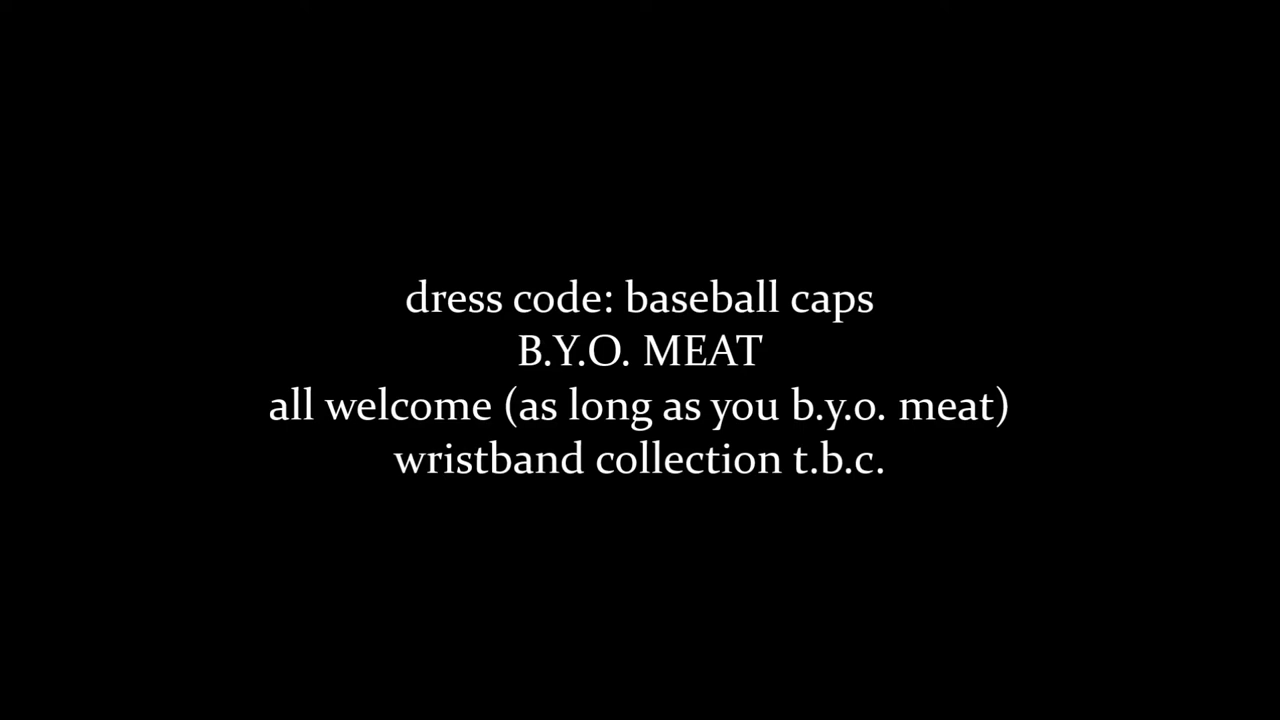 dress code: baseball caps
B.Y.O. MEAT
all welcome (as long as you b.y.o. meat)
wristband collection t.b.c.